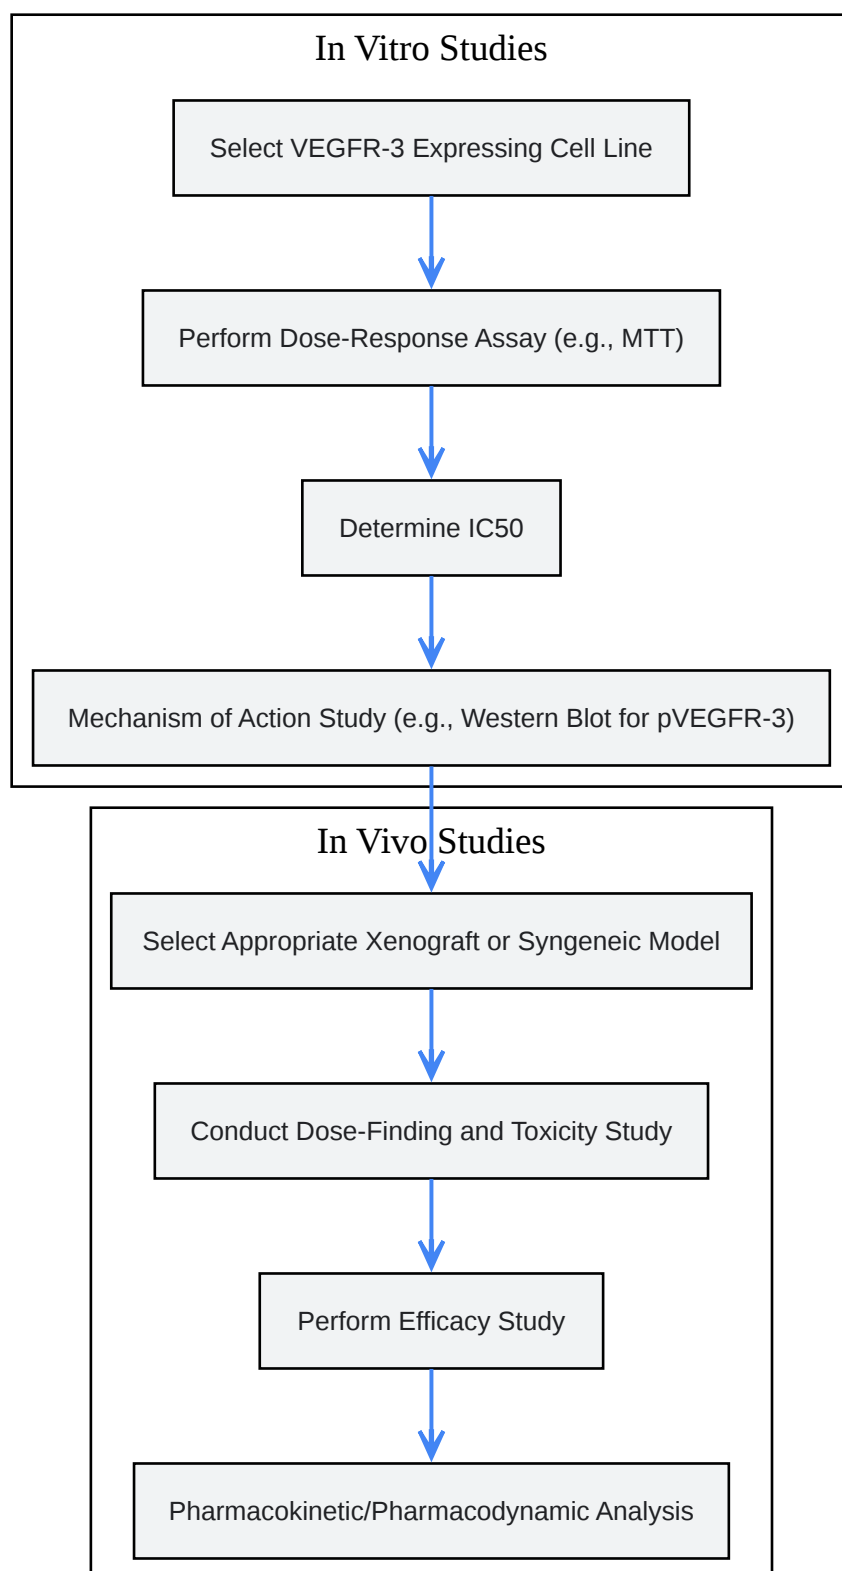 In Vitro Studies
Select VEGFR-3 Expressing Cell Line
Perform Dose-Response Assay (e.g., MTT)
Determine IC50
Mechanism of Action Study (e.g., Western Blot for pVEGFR-3)
In Vivo Studies
Select Appropriate Xenograft or Syngeneic Model
Conduct Dose-Finding and Toxicity Study
Perform Efficacy Study
Pharmacokinetic/Pharmacodynamic Analysis